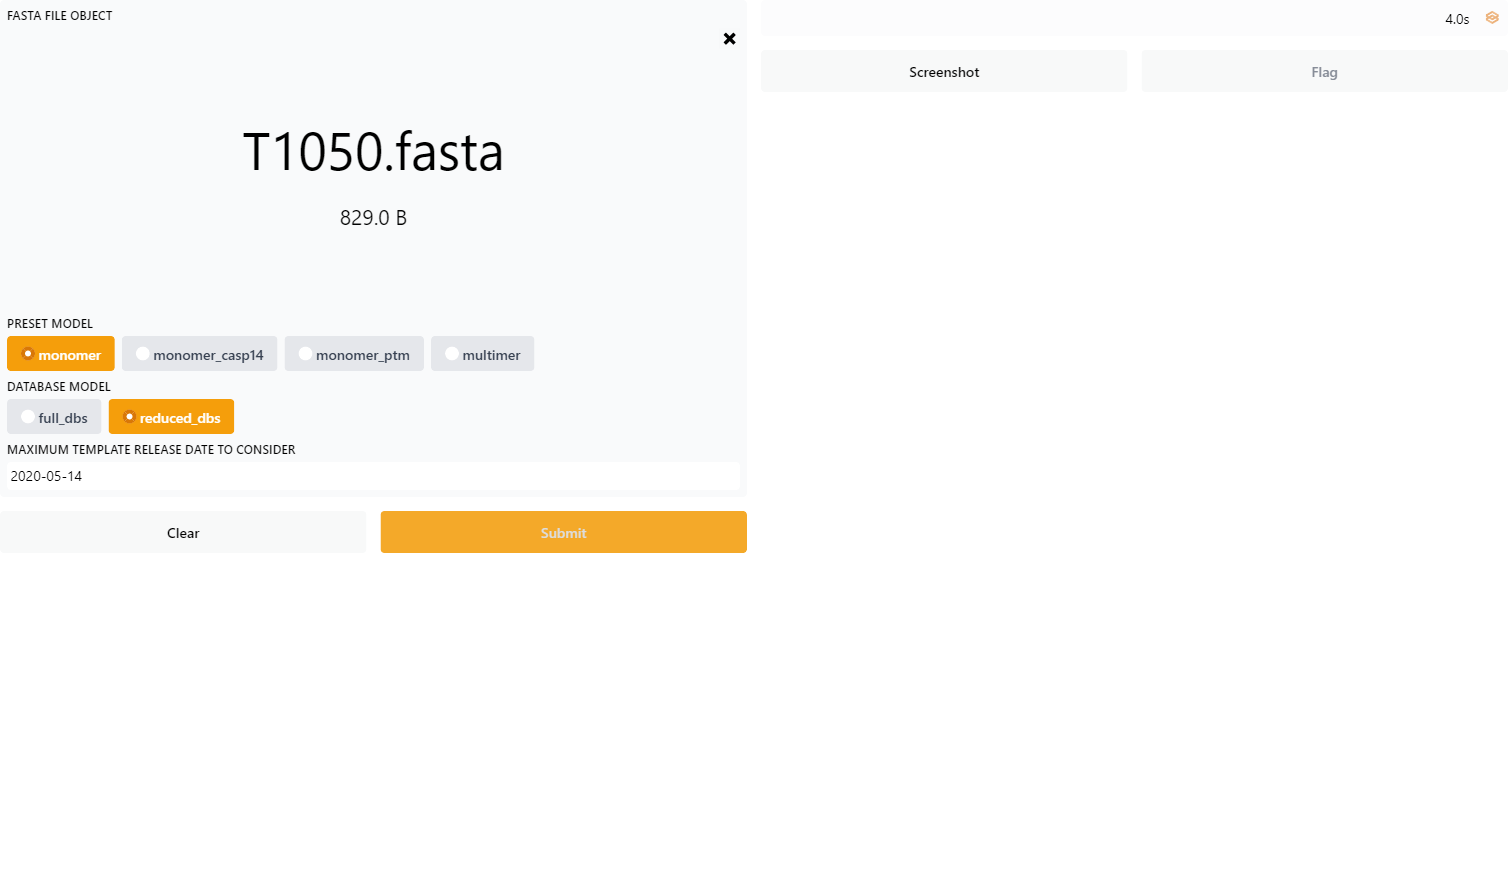 FASTA FILE OBJECT
T1050.fasta
829.0 B
PRESET MODEL
monomer monomer_casp14 monomer_ptm multimer
DATABASE MODEL
full_dbs reduced_dbs
MAXIMUM TEMPLATE RELEASE DATE TO CONSIDER
2020-05-14
Clear Submit
4.0s
Screenshot Flag